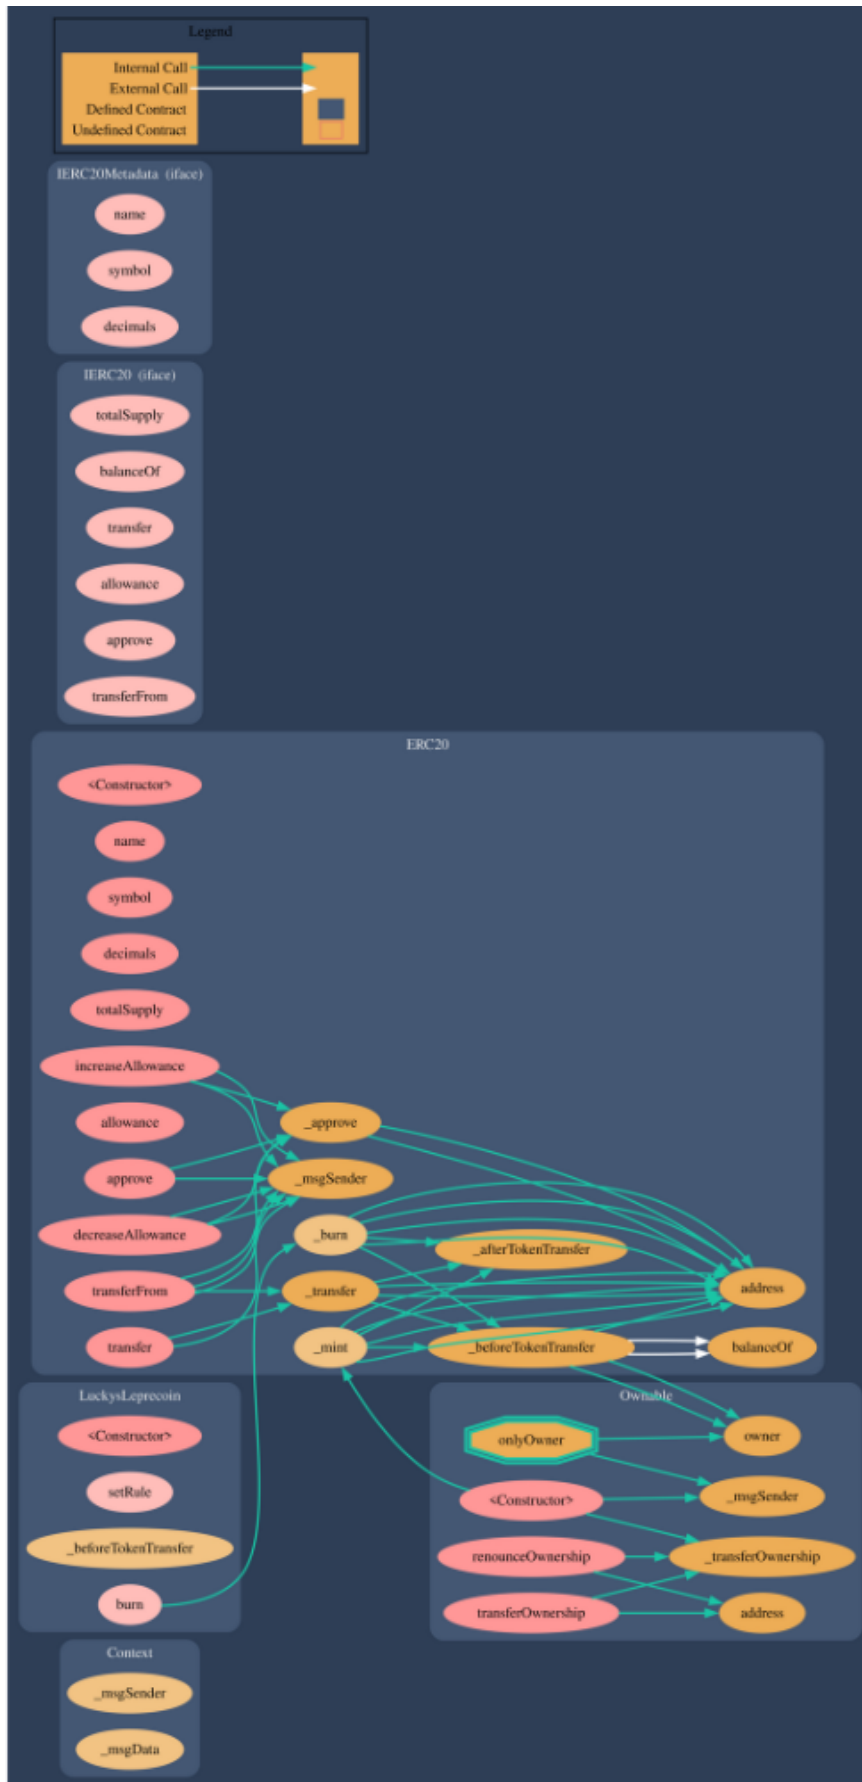 Legend
Internal Call
External Call
Defined Contract
Undefined Contract
IERC20Metadata (iface)
name
symbol
decimals
IERC20 (iface)
totalSupply
balanceOf
transfer
allowance
approve
transferFrom
ERC20
<Constructor>
name
symbol
decimals
totalSupply
increaseAllowance
allowance
_approve
approve
_msgSender
decreaseAllowance
_burn
_afterTokenTransfer
transferFrom
_transfer
address
transfer
_mint
_beforeTokenTransfer
balanceOf
LuckysLeprecoin
<Constructor>
setRule
_beforeTokenTransfer
burn
Ownable
onlyOwner
owner
<Constructor>
_msgSender
renounceOwnership
_transferOwnership
transferOwnership
address
Context
_msgSender
_msgData